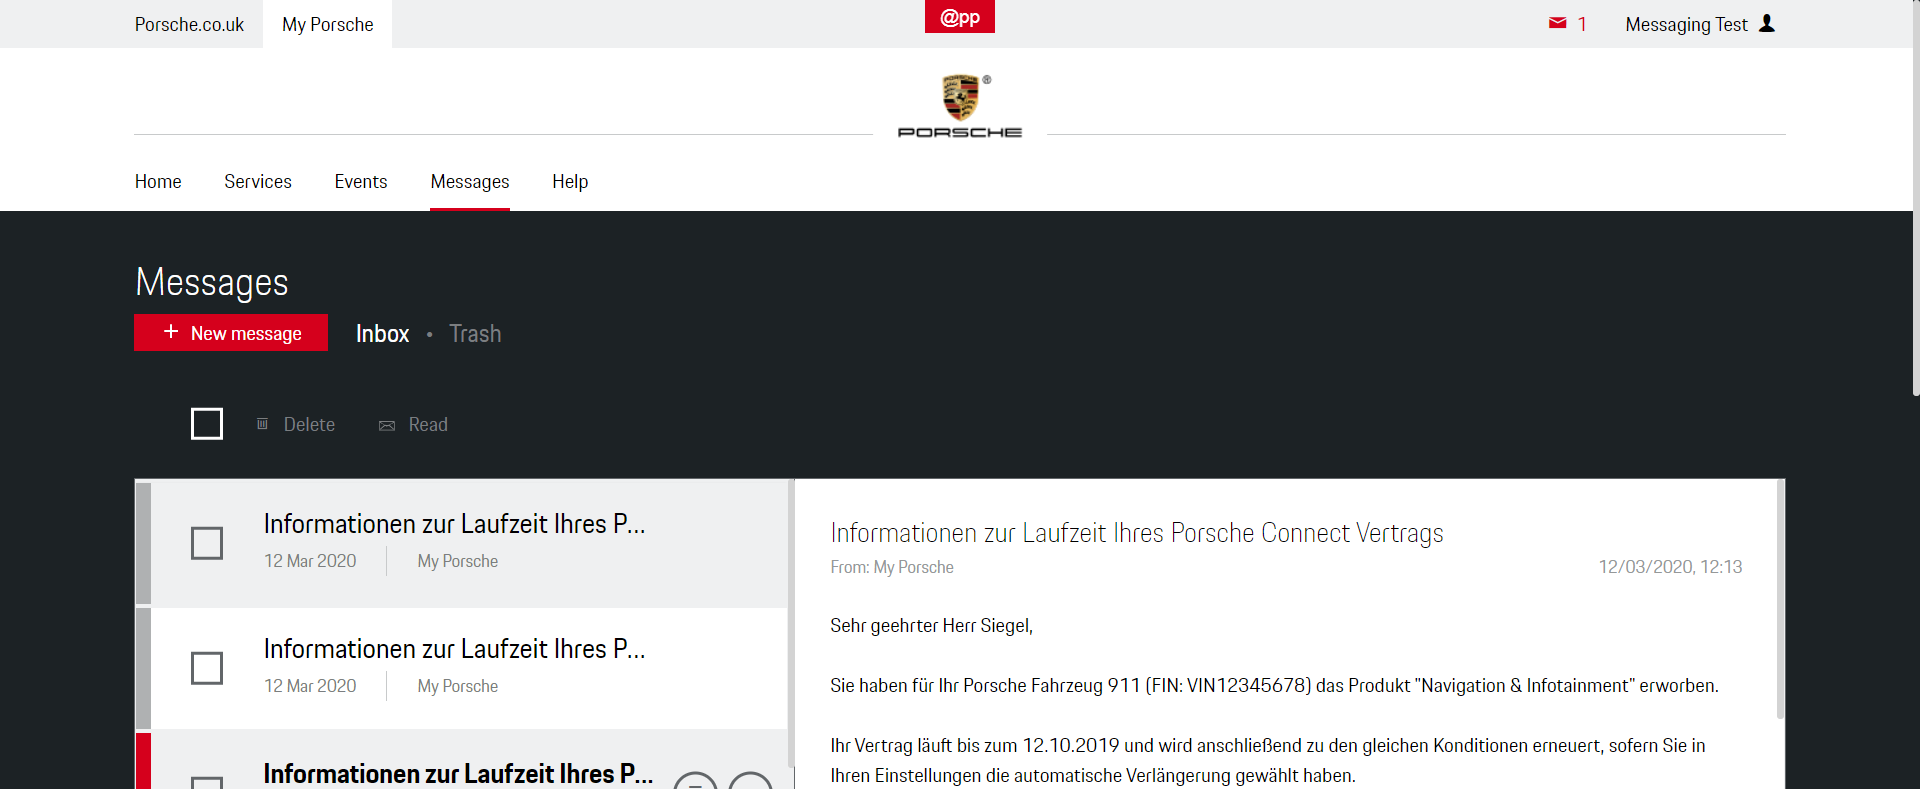 Porsche.co.uk
My Porsche
@pp
1
Messaging Test
PORSCHE
®
PORSCHE
Home
Services
Events
Messages
Help
Messages
+ New message
Inbox • Trash
Delete
Read
Informationen zur Laufzeit Ihres P...
12 Mar 2020
My Porsche
Informationen zur Laufzeit Ihres P...
12 Mar 2020
My Porsche
Informationen zur Laufzeit Ihres P...
Informationen zur Laufzeit Ihres Porsche Connect Vertrags
From: My Porsche
12/03/2020, 12:13
Sehr geehrter Herr Siegel,
Sie haben für Ihr Porsche Fahrzeug 911 (FIN: VIN12345678) das Produkt "Navigation & Infotainment" erworben.
Ihr Vertrag läuft bis zum 12.10.2019 und wird anschließend zu den gleichen Konditionen erneuert, sofern Sie in
Ihren Einstellungen die automatische Verlängerung gewählt haben.